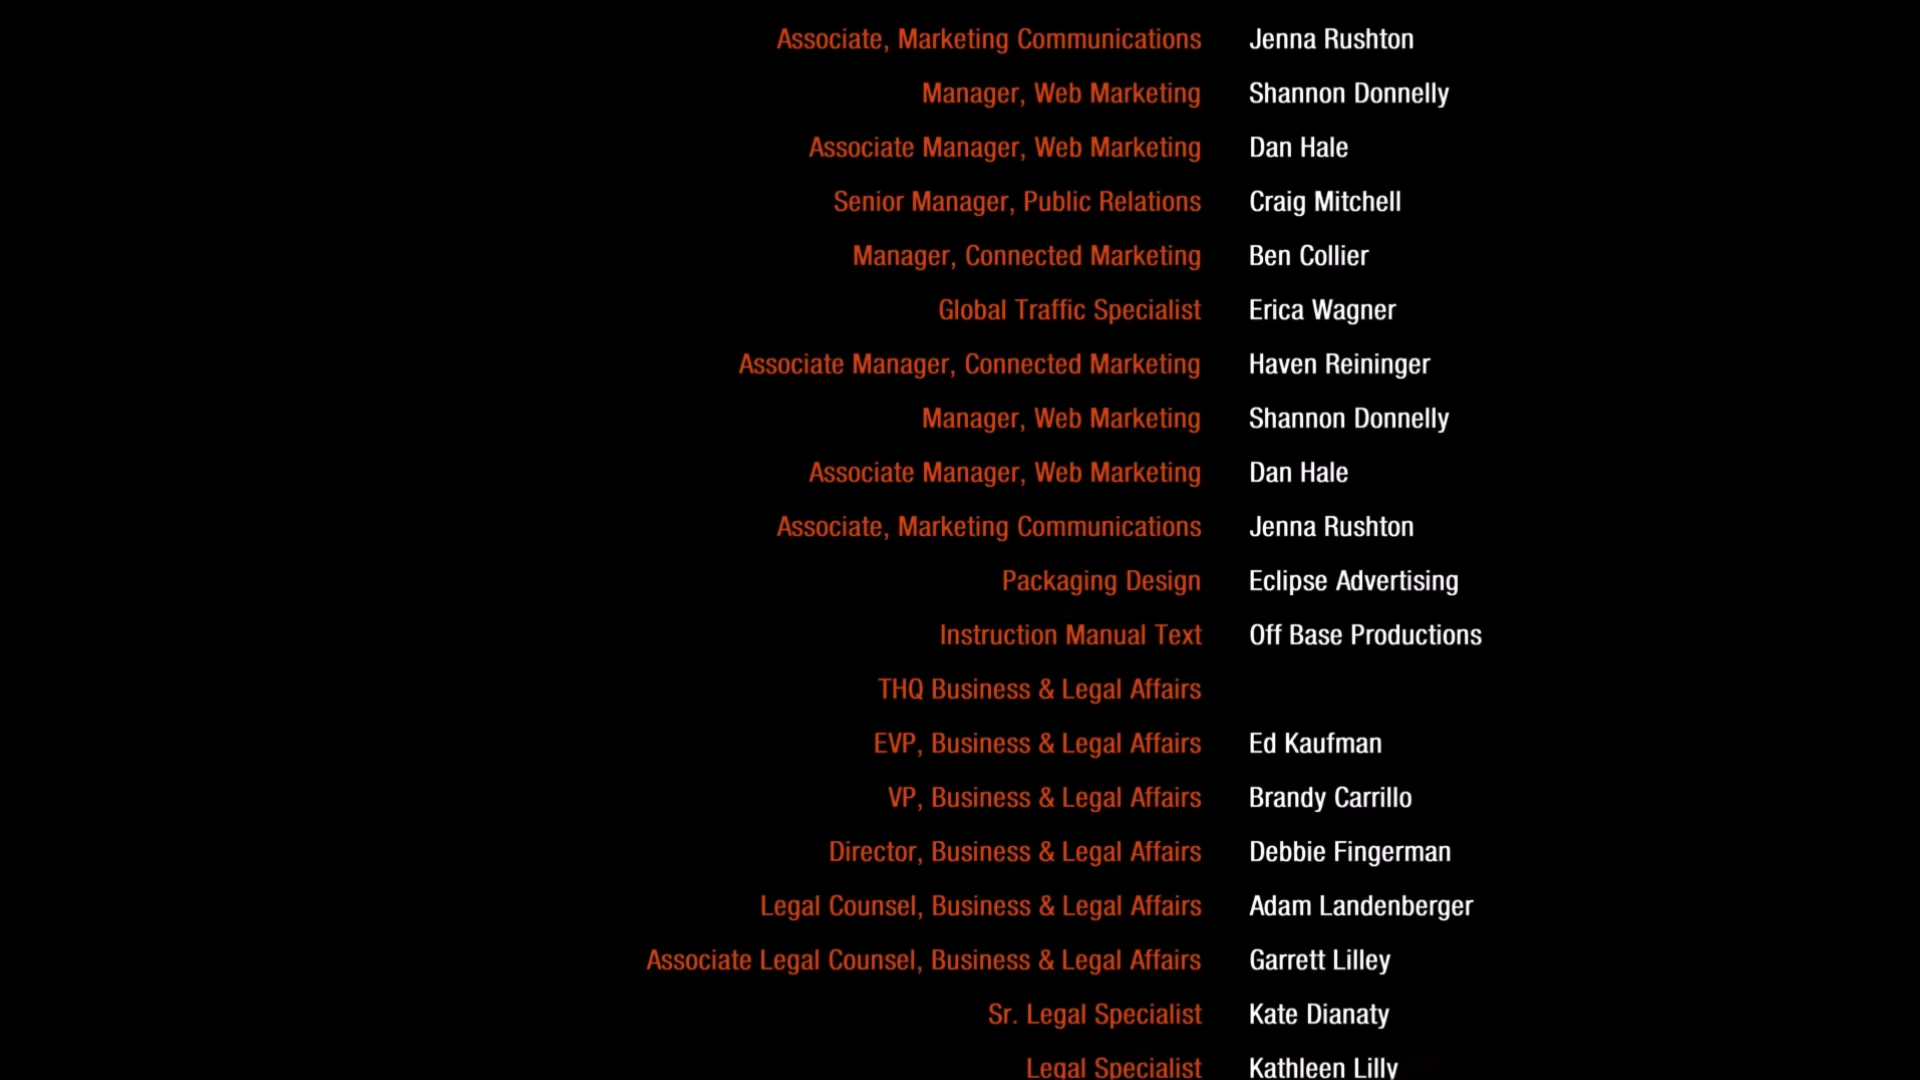 Associate, Marketing Communications Jenna Rushton
Manager, Web Marketing Shannon Donnelly
Associate Manager, Web Marketing Dan Hale
Senior Manager, Public Relations Craig Mitchell
Manager, Connected Marketing Ben Collier
Global Traffic Specialist Erica Wagner
Associate Manager, Connected Marketing Haven Reininger
Manager, Web Marketing Shannon Donnelly
Associate Manager, Web Marketing Dan Hale
Associate, Marketing Communications Jenna Rushton
Packaging Design Eclipse Advertising
Instruction Manual Text Off Base Productions
THQ Business & Legal Affairs
EVP, Business & Legal Affairs Ed Kaufman
VP, Business & Legal Affairs Brandy Carrillo
Director, Business & Legal Affairs Debbie Fingerman
Legal Counsel, Business & Legal Affairs Adam Landenberger
Associate Legal Counsel, Business & Legal Affairs Garrett Lilley
Sr. Legal Specialist Kate Dianaty
Legal Specialist Kathleen Lilly